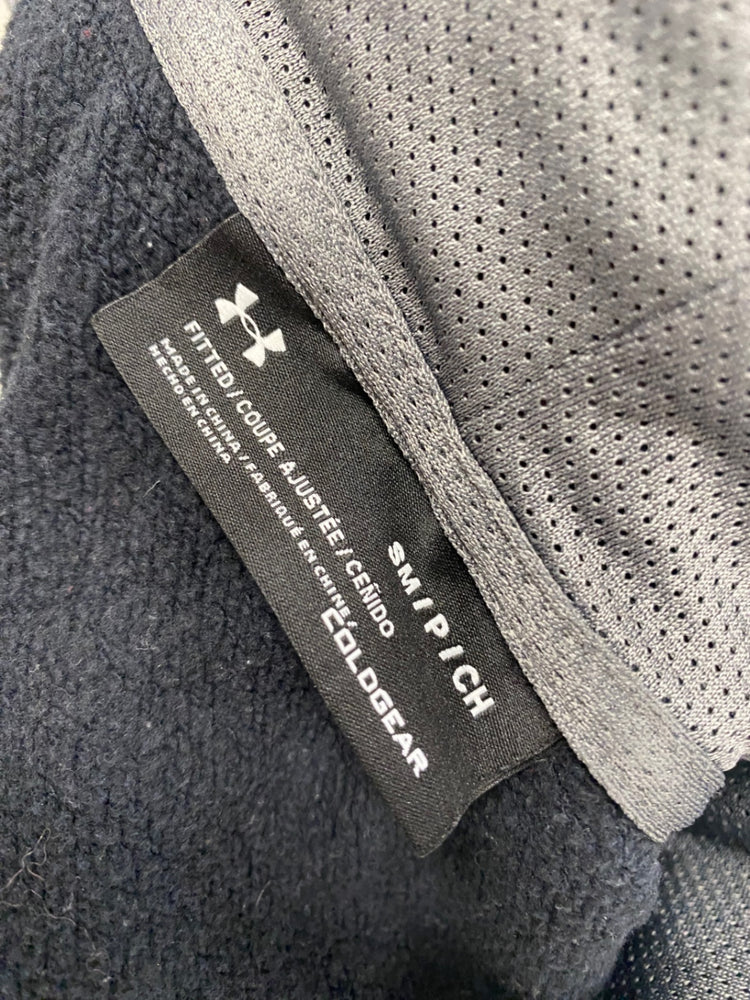 SM/P/CH
FITTED / COUPE AJUSTÉE / CEÑIDO
MADE IN CHINA / FABRIQUÉ EN CHINE/
HECHO EN CHINA
COLDGEAR